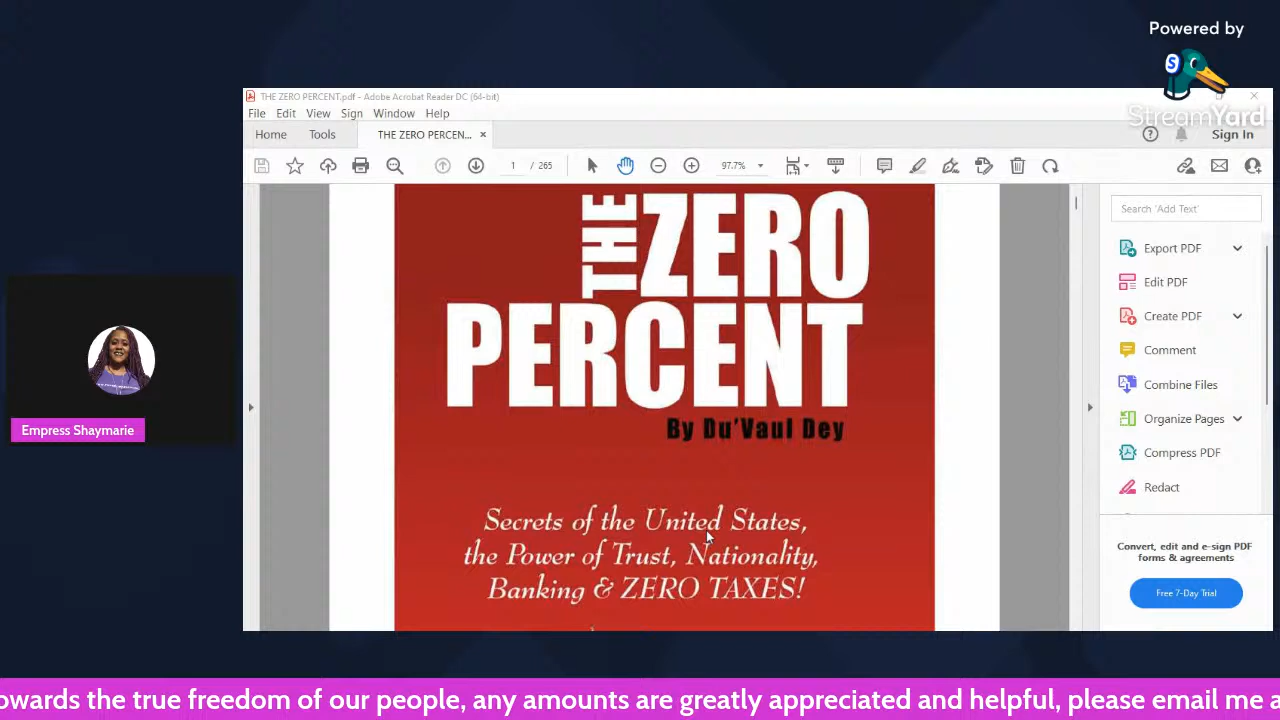 Powered by
StreamYard
THE ZERO PERCENT.pdf - Adobe Acrobat Reader DC (64-bit)
File Edit View Sign Window Help
Home Tools THE ZERO PERCEN... ×
Sign In
1 / 265
97.7%
THE ZERO
PERCENT
By Du'Vaul Dey
Secrets of the United States,
the Power of Trust, Nationality,
Banking & ZERO TAXES!
Search 'Add Text'
Export PDF
Edit PDF
Create PDF
Comment
Combine Files
Organize Pages
Compress PDF
Redact
Convert, edit and e-sign PDF
forms & agreements
Free 7-Day Trial
Empress Shaymarie
owards the true freedom of our people, any amounts are greatly appreciated and helpful, please email me a